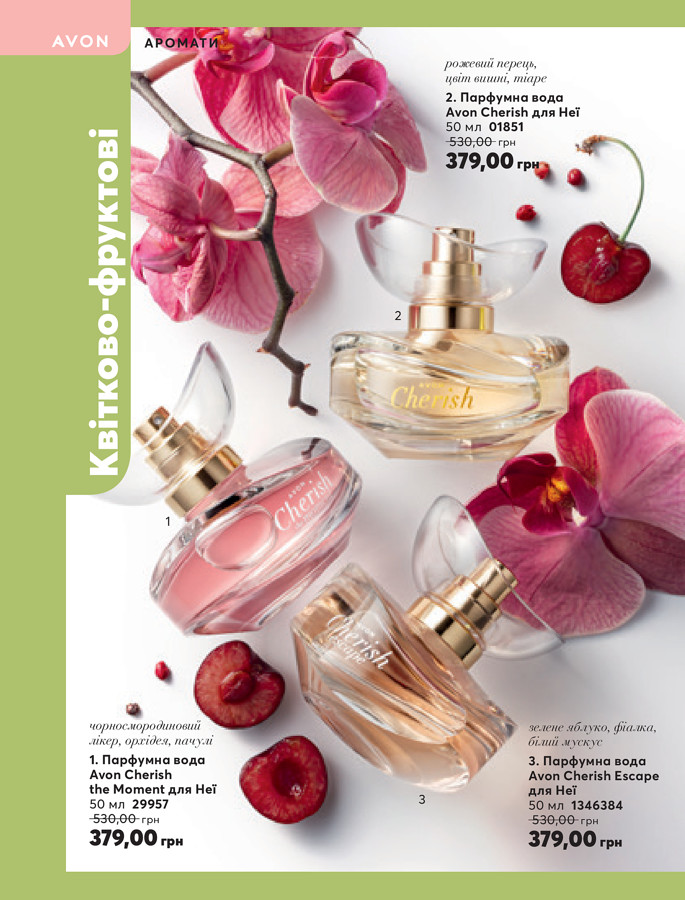 AVON
АРОМАТИ
Квітково-фруктові
рожевий перець,
цвіт вишні, тіаре
2. Парфумна вода
Avon Cherish для Неї
50 мл 01851
530,00 грн
379,00 грн
2
AVON
Cherish
1
AVON
Cherish
AVON
Cherish
escape
3
чорносмородиновий
лікер, орхідея, пачулі
1. Парфумна вода
Avon Cherish
the Moment для Неї
50 мл 29957
530,00 грн
379,00 грн
зелене яблуко, фіалка,
білий мускус
3. Парфумна вода
Avon Cherish Escape
для Неї
50 мл 1346384
530,00 грн
379,00 грн